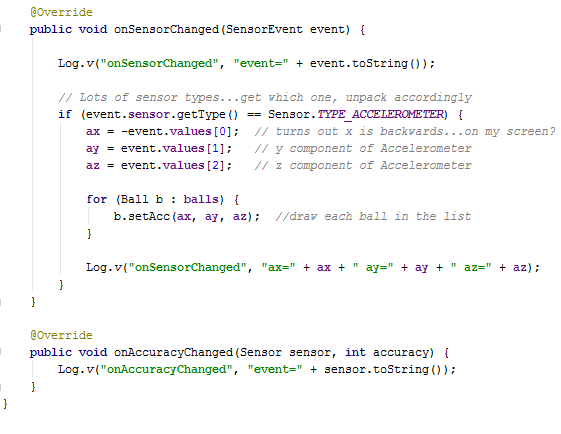 @Override
public void onSensorChanged(SensorEvent event) {
Log.v("onSensorChanged", "event=" + event.toString());
// Lots of sensor types...get which one, unpack accordingly
if (event.sensor.getType() == Sensor.TYPE_ACCELEROMETER) {
ax = -event.values[0];  // turns out x is backwards...on my screen?
ay = event.values[1];   // y component of Accelerometer
az = event.values[2];   // z component of Accelerometer
for (Ball b : balls) {
b.setAcc(ax, ay, az);  //draw each ball in the list
}
Log.v("onSensorChanged", "ax=" + ax + " ay=" + ay + " az=" + az);
}
}
@Override
public void onAccuracyChanged(Sensor sensor, int accuracy) {
Log.v("onAccuracyChanged", "event=" + sensor.toString());
}
}